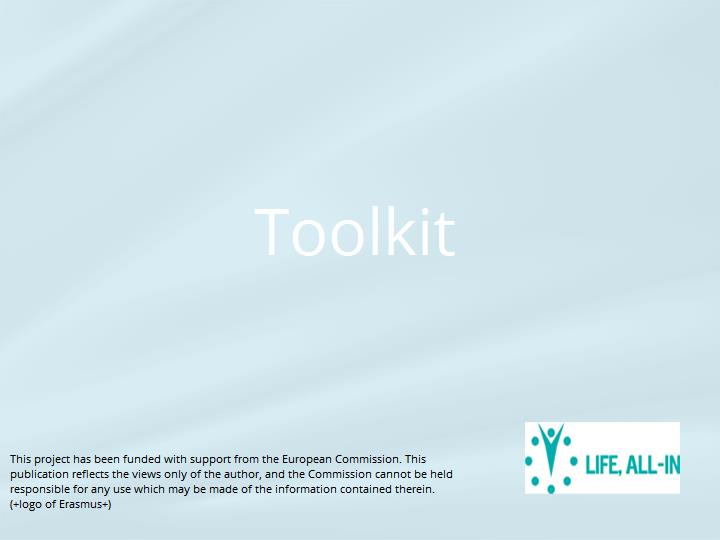 Toolkit
This project has been funded with support from the European Commission. This
publication reflects the views only of the author, and the Commission cannot be held
responsible for any use which may be made of the information contained therein.
(+logo of Erasmus+)
LIFE, ALL-IN